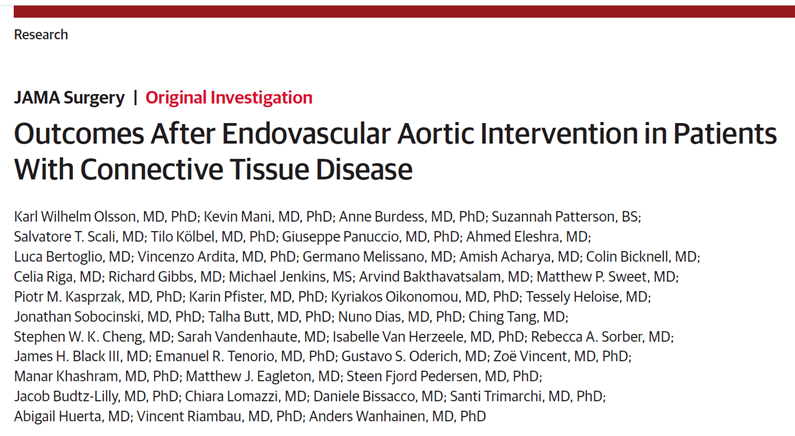 Research
JAMA Surgery | Original Investigation
Outcomes After Endovascular Aortic Intervention in Patients
With Connective Tissue Disease
Karl Wilhelm Olsson, MD, PhD; Kevin Mani, MD, PhD; Anne Burdess, MD, PhD; Suzannah Patterson, BS;
Salvatore T. Scali, MD; Tilo Kölbel, MD, PhD; Giuseppe Panuccio, MD, PhD; Ahmed Eleshra, MD;
Luca Bertoglio, MD; Vincenzo Ardita, MD, PhD; Germano Melissano, MD; Amish Acharya, MD; Colin Bicknell, MD;
Celia Riga, MD; Richard Gibbs, MD; Michael Jenkins, MS; Arvind Bakthavatsalam, MD; Matthew P. Sweet, MD;
Piotr M. Kasprzak, MD, PhD; Karin Pfister, MD, PhD; Kyriakos Oikonomou, MD, PhD; Tessely Heloise, MD;
Jonathan Sobocinski, MD, PhD; Talha Butt, MD, PhD; Nuno Dias, MD, PhD; Ching Tang, MD;
Stephen W. K. Cheng, MD; Sarah Vandenhaute, MD; Isabelle Van Herzeele, MD, PhD; Rebecca A. Sorber, MD;
James H. Black III, MD; Emanuel R. Tenorio, MD, PhD; Gustavo S. Oderich, MD; Zoë Vincent, MD, PhD;
Manar Khashram, MD, PhD; Matthew J. Eagleton, MD; Steen Fjord Pedersen, MD, PhD;
Jacob Budtz-Lilly, MD, PhD; Chiara Lomazzi, MD; Daniele Bissacco, MD; Santi Trimarchi, MD, PhD;
Abigail Huerta, MD; Vincent Riambau, MD, PhD; Anders Wanhainen, MD, PhD